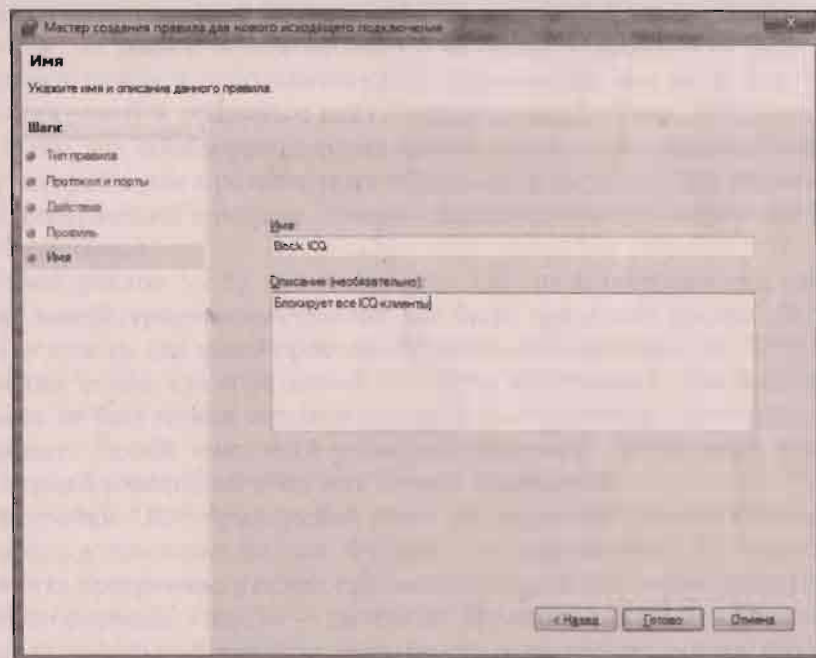 Мастер создания правила для нового исходящего подключения
Имя
Укажите имя и описание данного правила.
Шаги:
Тип правила
Протокол и порты
Действие
Профиль
Имя
Имя:
Block ICQ
Описание (необязательно):
Блокирует все ICQ-клиенты
< Назад
Готово
Отмена